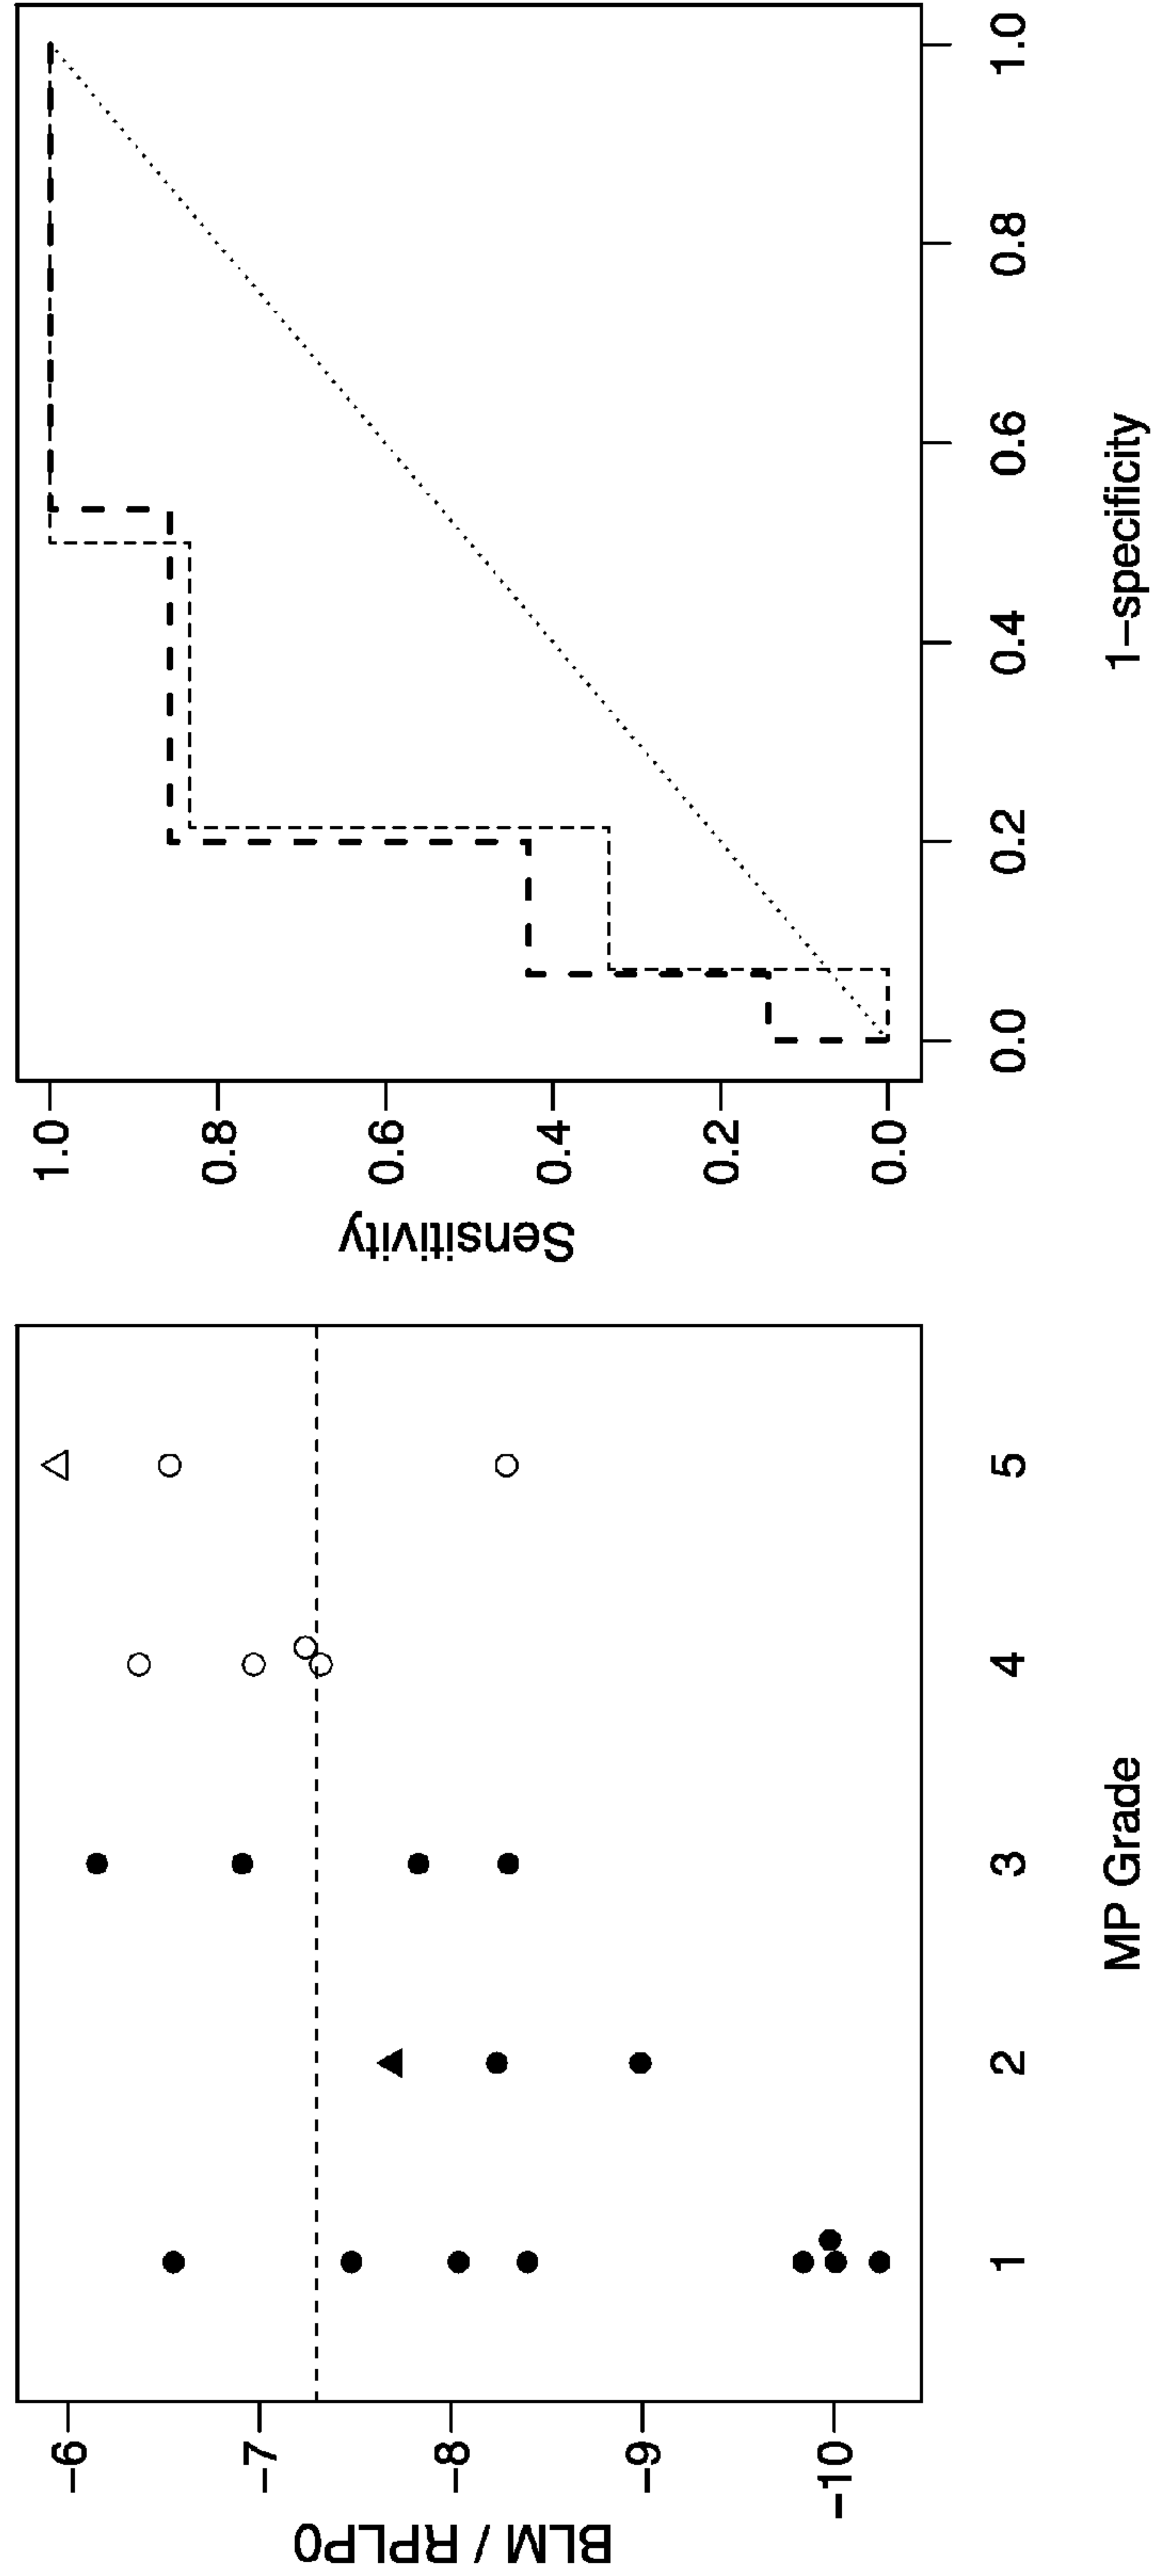 BLM / RPLP0
−6
−7
−8
−9
−10
1 2 3 4 5
MP Grade
Sensitivity
1.0
0.8
0.6
0.4
0.2
0.0
0.0 0.2 0.4 0.6 0.8 1.0
1−specificity